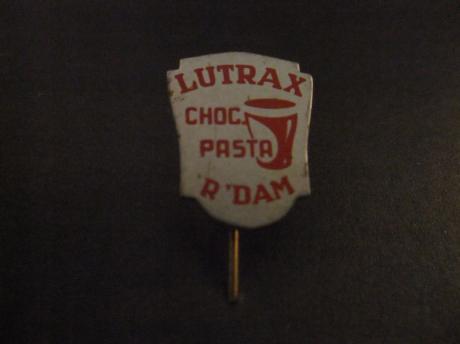 LUTRAX
CHOC.
PASTA
R'DAM